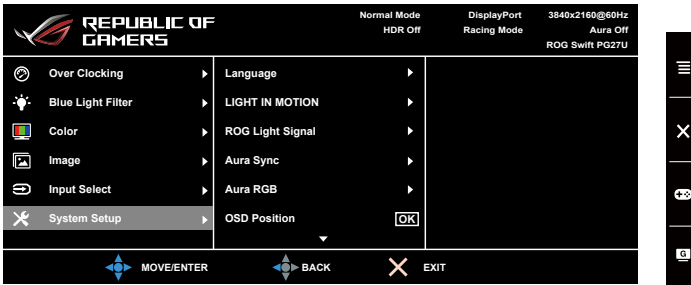 REPUBLIC OF
GAMERS
Normal Mode
HDR Off
DisplayPort
Racing Mode
3840x2160@60Hz
Aura Off
ROG Swift PG27U
Over Clocking
Blue Light Filter
Color
Image
Input Select
System Setup
Language
LIGHT IN MOTION
ROG Light Signal
Aura Sync
Aura RGB
OSD Position OK
MOVE/ENTER
BACK
EXIT
G